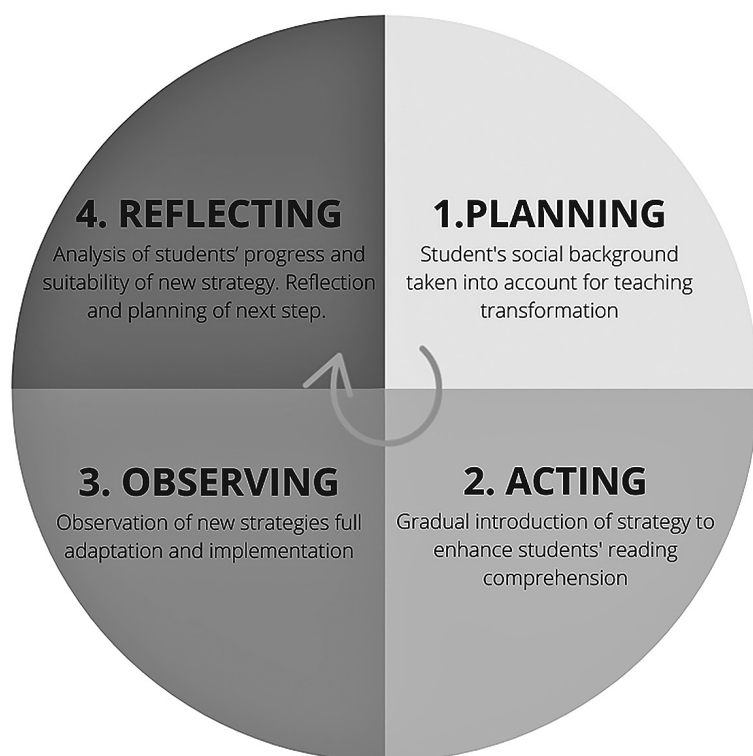 4. REFLECTING
Analysis of students’ progress and
suitability of new strategy. Reflection
and planning of next step.
1.PLANNING
Student's social background
taken into account for teaching
transformation
3. OBSERVING
Observation of new strategies full
adaptation and implementation
2. ACTING
Gradual introduction of strategy to
enhance students' reading
comprehension